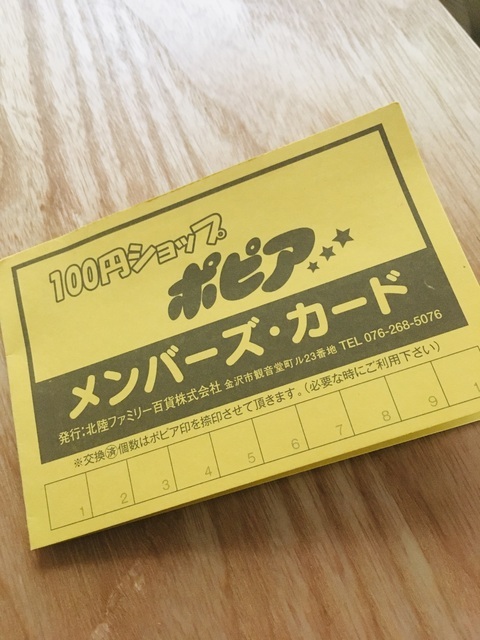 100円ショップ
ポピア★★★
メンバーズ・カード
発行:北陸ファミリー百貨株式会社 金沢市観音堂町ル23番地 TEL 076-268-5076
※交換㊮個数はポピア印を捺印させて頂きます。(必要な時にご利用下さい)
1 2 3 4 5 6 7 8 9 1